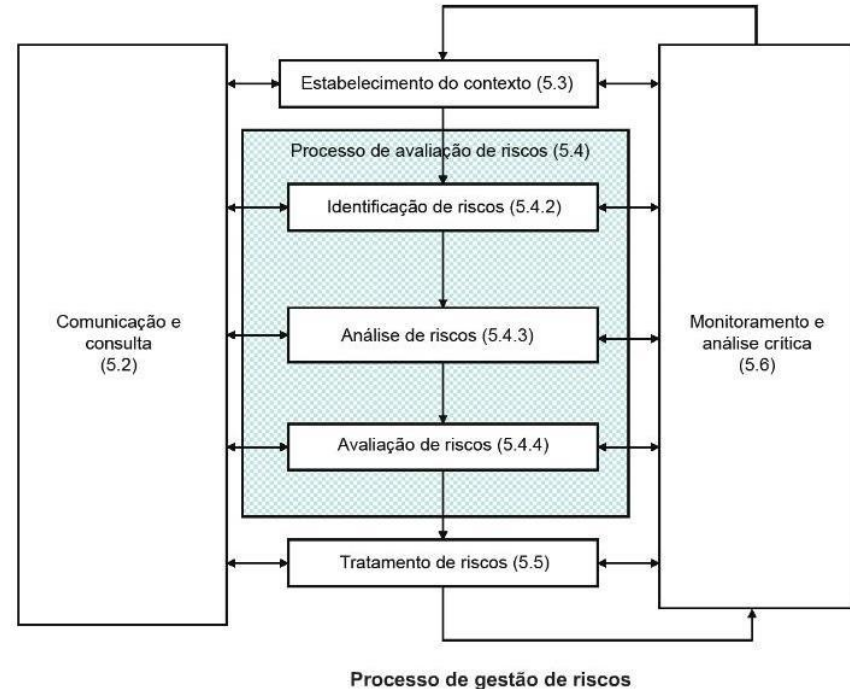 Estabelecimento do contexto (5.3)
Processo de avaliação de riscos (5.4)
Identificação de riscos (5.4.2)
Comunicação e
consulta
(5.2)
Análise de riscos (5.4.3)
Monitoramento e
análise crítica
(5.6)
Avaliação de riscos (5.4.4)
Tratamento de riscos (5.5)
Processo de gestão de riscos